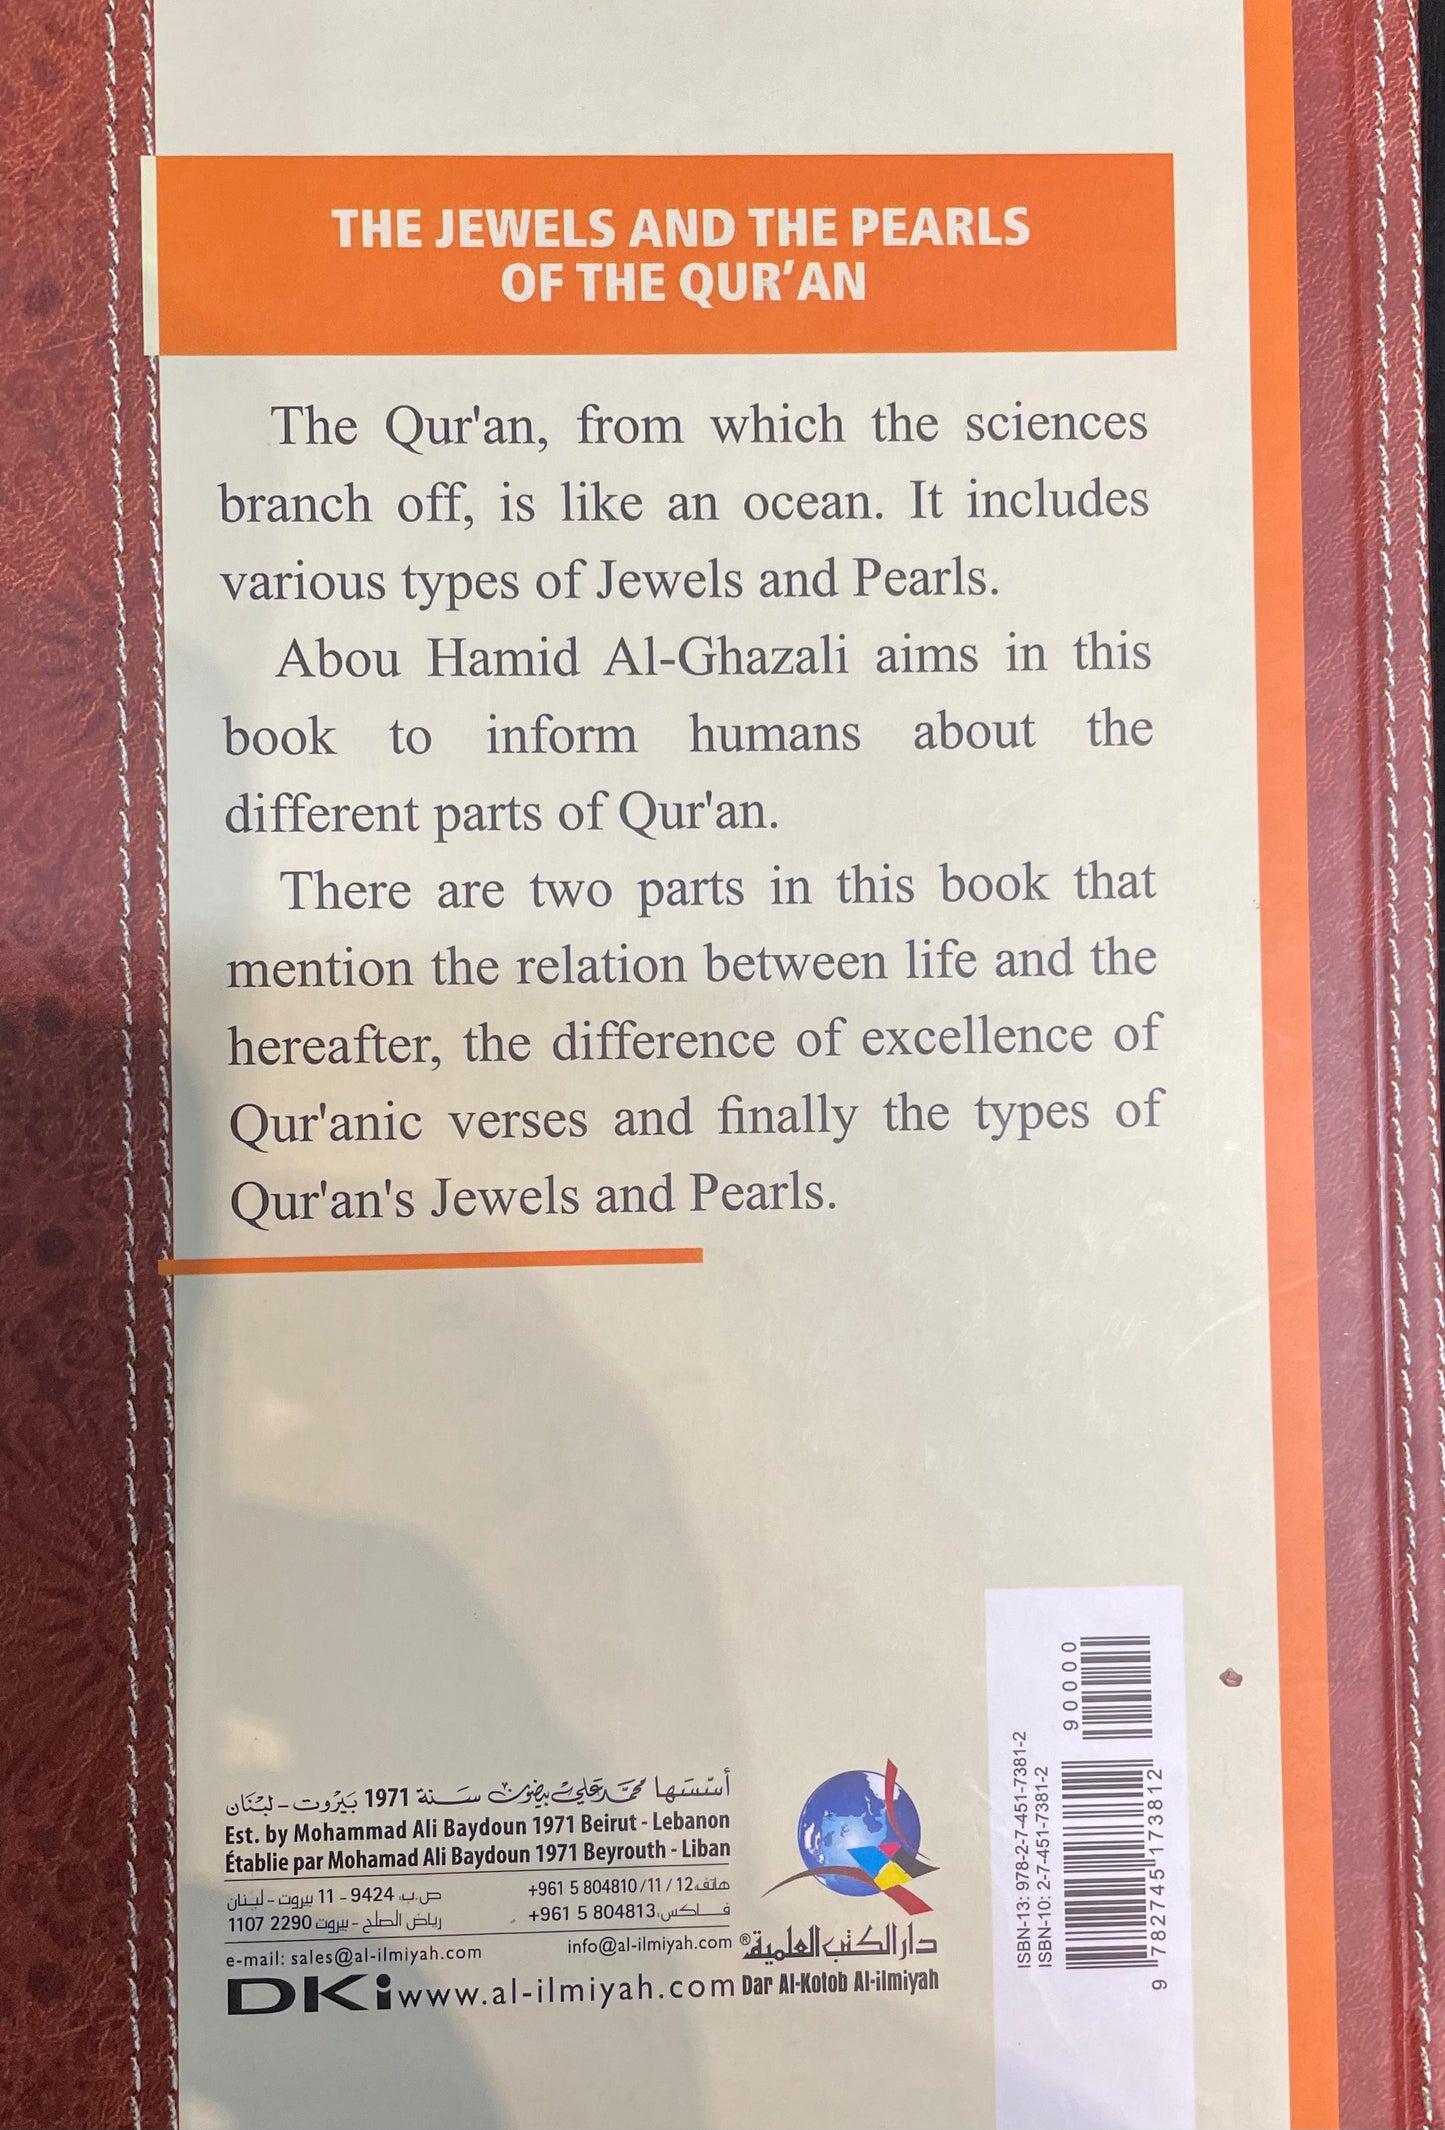 THE JEWELS AND THE PEARLS
OF THE QUR’AN
The Qur'an, from which the sciences
branch off, is like an ocean. It includes
various types of Jewels and Pearls.
Abou Hamid Al-Ghazali aims in this
book to inform humans about the
different parts of Qur'an.
There are two parts in this book that
mention the relation between life and the
hereafter, the difference of excellence of
Qur'anic verses and finally the types of
Qur'an's Jewels and Pearls.
أسسها محمد علي بيضون سنة 1971 بيروت - لبنان
Est. by Mohammad Ali Baydoun 1971 Beirut - Lebanon
Établie par Mohamad Ali Baydoun 1971 Beyrouth - Liban
هاتف: +961 5 804810/11/12
ص.ب: 9424 - 11 بيروت - لبنان
فاكس: +961 5 804813
رياض الصلح - بيروت 2290 1107
e-mail: sales@al-ilmiyah.com
info@al-ilmiyah.com
DKi www.al-ilmiyah.com
دار الكتب العلمية®
Dar Al-Kotob Al-ilmiyah
ISBN-13: 978-2-7-451-7381-2
ISBN-10: 2-7-451-7381-2
90000
9 782745 173812